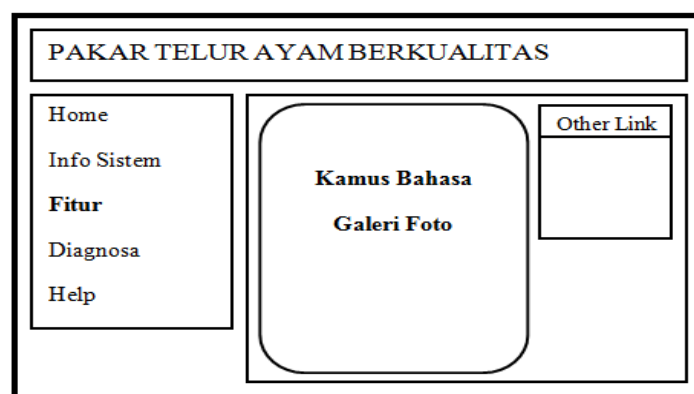 PAKAR TELUR AYAM BERKUALITAS
Home
Info Sistem
Fitur
Diagnosa
Help
Kamus Bahasa
Galeri Foto
Other Link